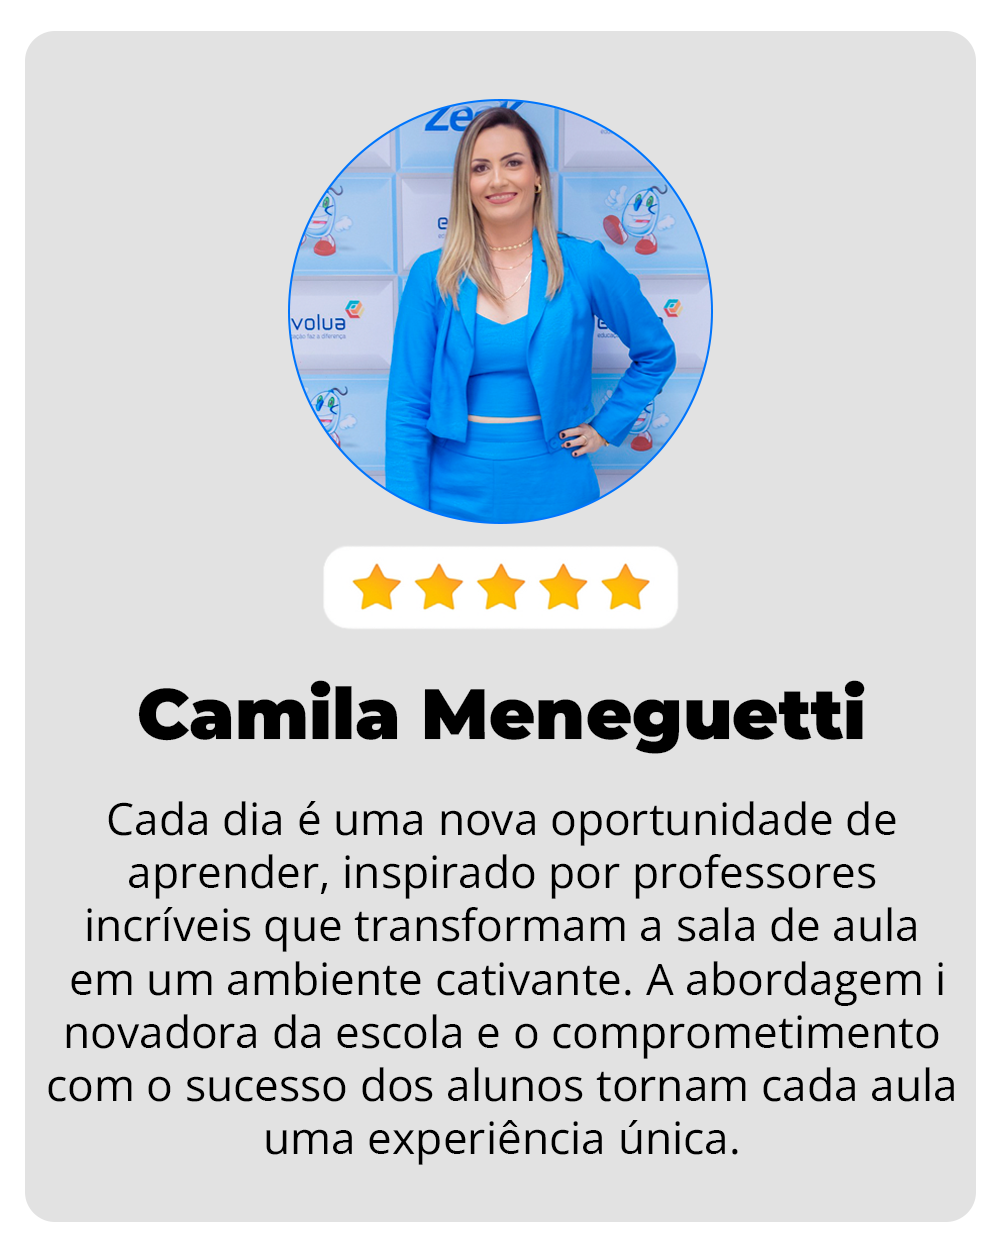 Zeek
volua
ação faz a diferença
Camila Meneguetti
Cada dia é uma nova oportunidade de
aprender, inspirado por professores
incríveis que transformam a sala de aula
em um ambiente cativante. A abordagem i
novadora da escola e o comprometimento
com o sucesso dos alunos tornam cada aula
uma experiência única.